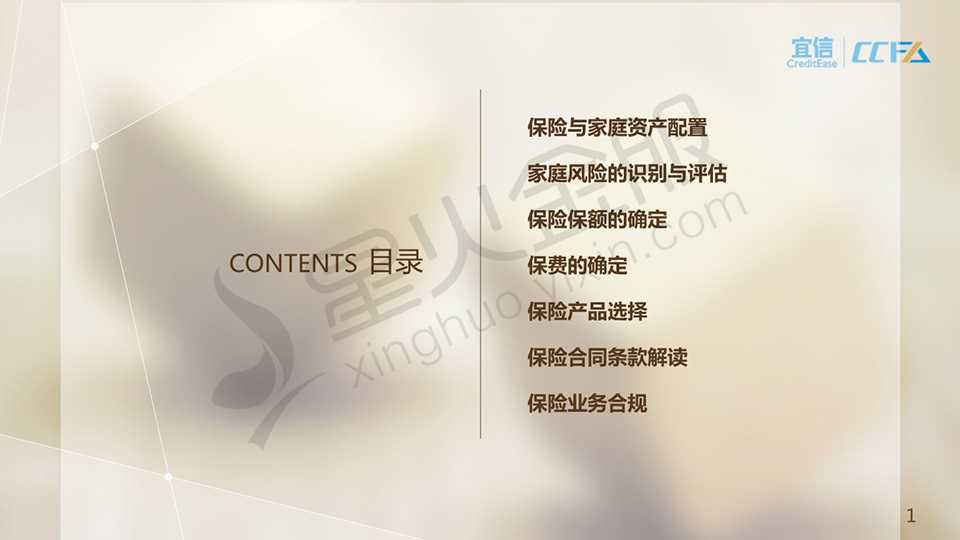 宜信
CreditEase
CCFA
CONTENTS 目录
保险与家庭资产配置
家庭风险的识别与评估
保险保额的确定
保费的确定
保险产品选择
保险合同条款解读
保险业务合规
星火金服
xinghuo.yixin.com
1